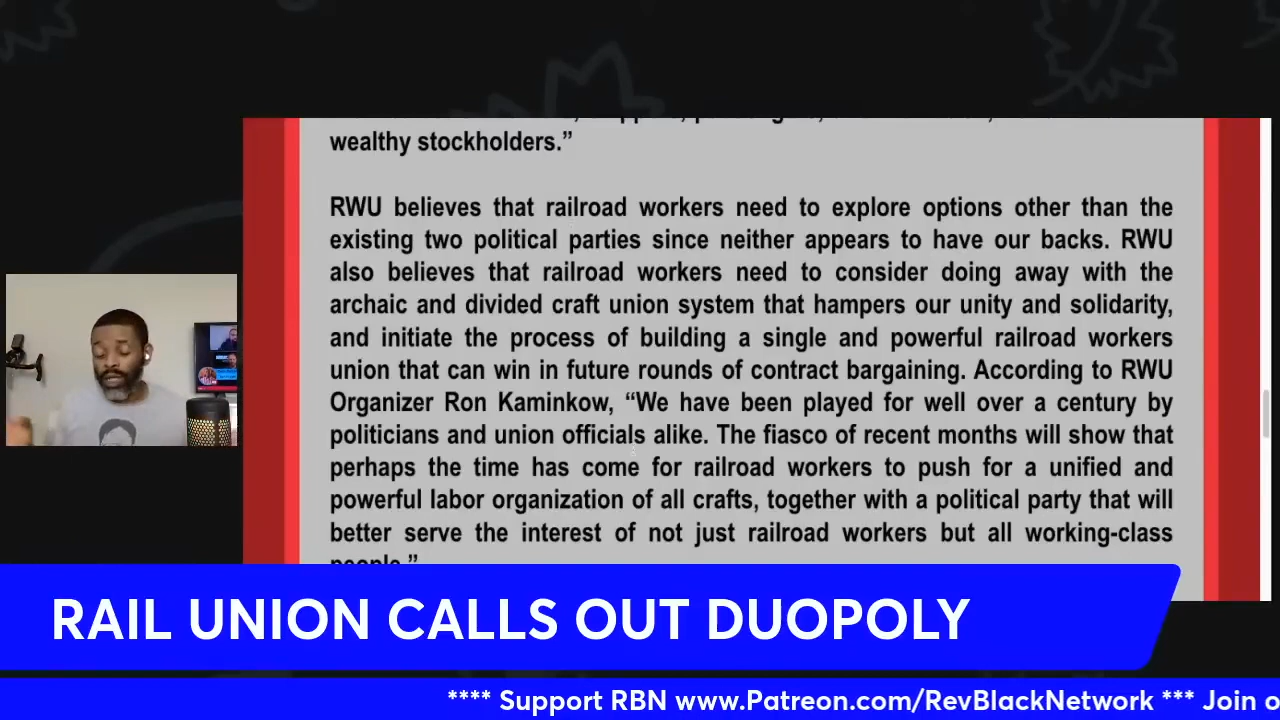 wealthy stockholders.”
RWU believes that railroad workers need to explore options other than the
existing two political parties since neither appears to have our backs. RWU
also believes that railroad workers need to consider doing away with the
archaic and divided craft union system that hampers our unity and solidarity,
and initiate the process of building a single and powerful railroad workers
union that can win in future rounds of contract bargaining. According to RWU
Organizer Ron Kaminkow, “We have been played for well over a century by
politicians and union officials alike. The fiasco of recent months will show that
perhaps the time has come for railroad workers to push for a unified and
powerful labor organization of all crafts, together with a political party that will
better serve the interest of not just railroad workers but all working-class
people.”
RAIL UNION CALLS OUT DUOPOLY
**** Support RBN www.Patreon.com/RevBlackNetwork *** Join o